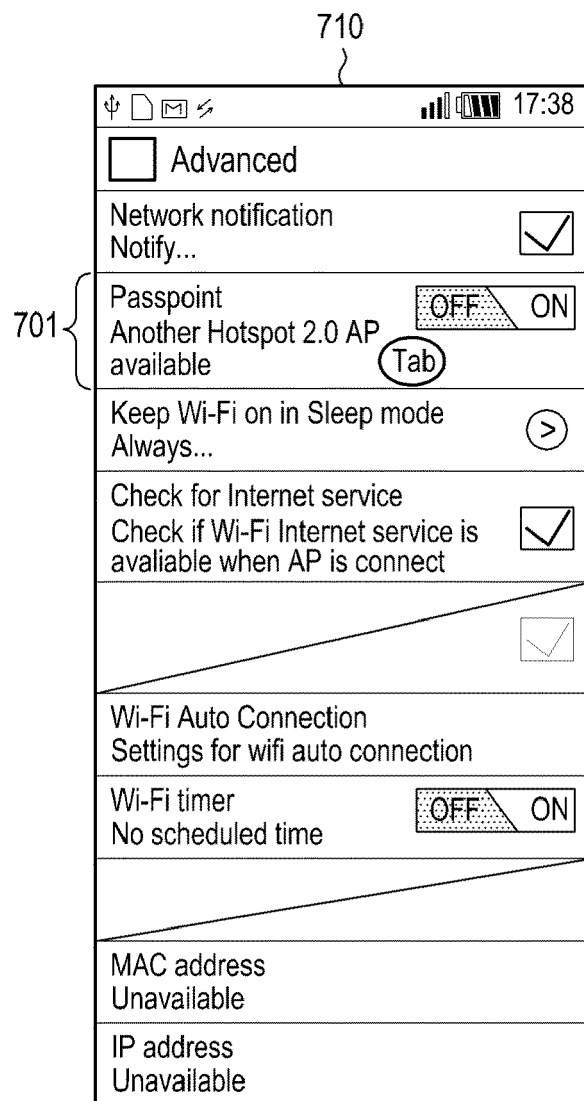 710
17:38
Advanced
Network notification
Notify...
701
Passpoint
OFF ON
Another Hotspot 2.0 AP
available
Tab
Keep Wi-Fi on in Sleep mode
Always...
>
Check for Internet service
Check if Wi-Fi Internet service is
avaliable when AP is connect
Wi-Fi Auto Connection
Settings for wifi auto connection
Wi-Fi timer
OFF ON
No scheduled time
MAC address
Unavailable
IP address
Unavailable